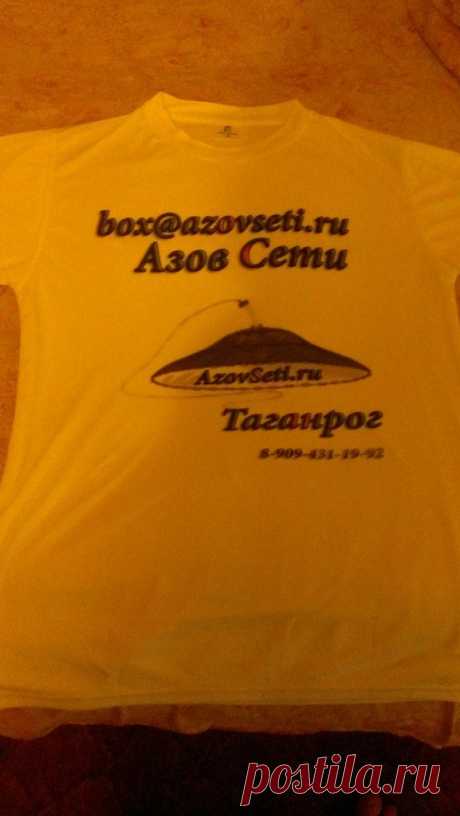 box@azovseti.ru
Азов Сети
AzovSeti.ru
Таганрог
8-909-431-19-92
postila.ru